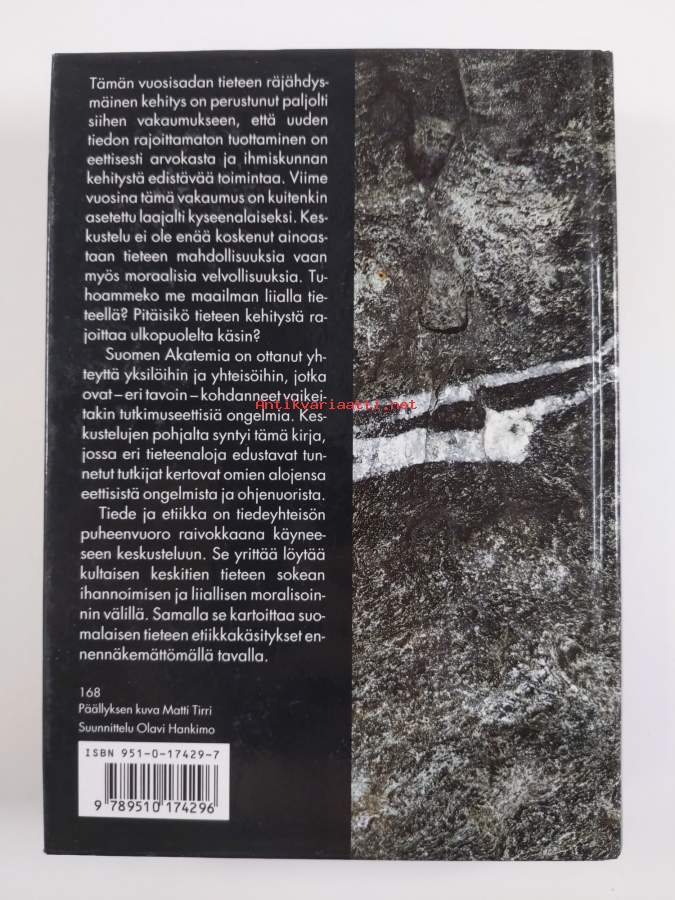 Tämän vuosisadan tieteen räjähdys-
mäinen kehitys on perustunut paljolti
siihen vakaumukseen, että uuden
tiedon rajoittamaton tuottaminen on
eettisesti arvokasta ja ihmiskunnan
kehitystä edistävää toimintaa. Viime
vuosina tämä vakaumus on kuitenkin
asetettu laajalti kyseenalaiseksi. Kes-
kustelu ei ole enää koskenut ainoas-
taan tieteen mahdollisuuksia vaan
myös moraalisia velvollisuuksia. Tu-
hoammeko me maailman liialla tie-
teellä? Pitäisikö tieteen kehitystä ra-
joittaa ulkopuolelta käsin?
Suomen Akatemia on ottanut yh-
teyttä yksilöihin ja yhteisöihin, jotka
ovat – eri tavoin – kohdanneet vaikei-
takin tutkimuseettisiä ongelmia. Kes-
kustelujen pohjalta syntyi tämä kirja,
jossa eri tieteenaloja edustavat tun-
netut tutkijat kertovat omien alojensa
eettisistä ongelmista ja ohjenuorista.
Tiede ja etiikka on tiedeyhteisön
puheenvuoro raivokkaana käynee-
seen keskusteluun. Se yrittää löytää
kultaisen keskitien tieteen sokean
ihannoimisen ja liiallisen moralisoin-
nin välillä. Samalla se kartoittaa suo-
malaisen tieteen etiikkakäsitykset en-
nennäkemättömällä tavalla.
168
Päällyksen kuva Matti Tirri
Suunnittelu Olavi Hankimo
ISBN 951-0-17429-7
9 789510 174296
Antikvariaatti.net